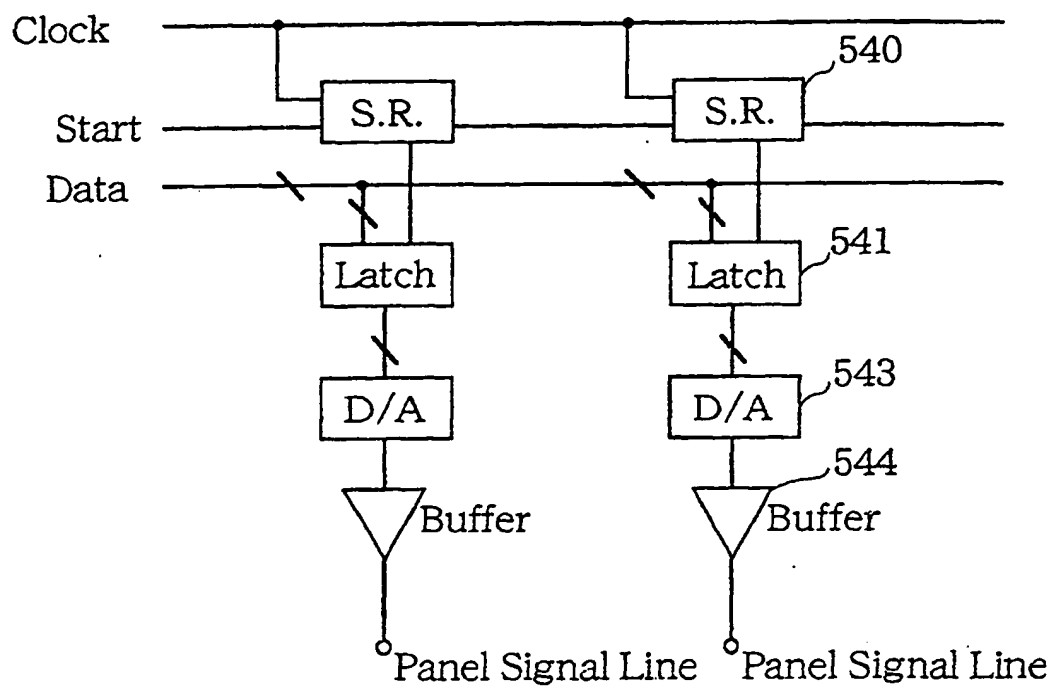 Clock
540
S.R. S.R.
Start
Data
541
Latch Latch
543
D/A D/A
544
Buffer Buffer
Panel Signal Line Panel Signal Line